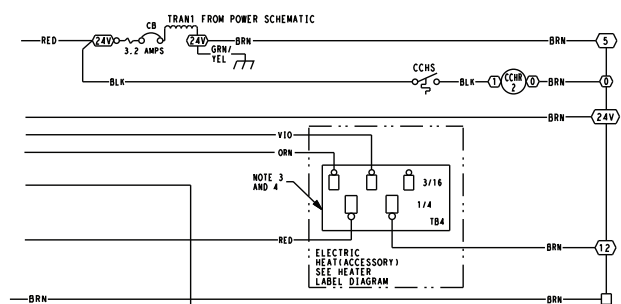 TRAN1 FROM POWER SCHEMATIC
CB
RED
24V
3.2 AMPS
24V
BRN
GRN/
YEL
BRN
5
CCHS
BLK
BLK
1
CCHR
2
0
BRN
0
BRN
24V
VIO
ORN
NOTE 3
AND 4
3/16
1/4
TB4
RED
BRN
12
ELECTRIC
HEAT(ACCESSORY)
SEE HEATER
LABEL DIAGRAM
BRN
BRN